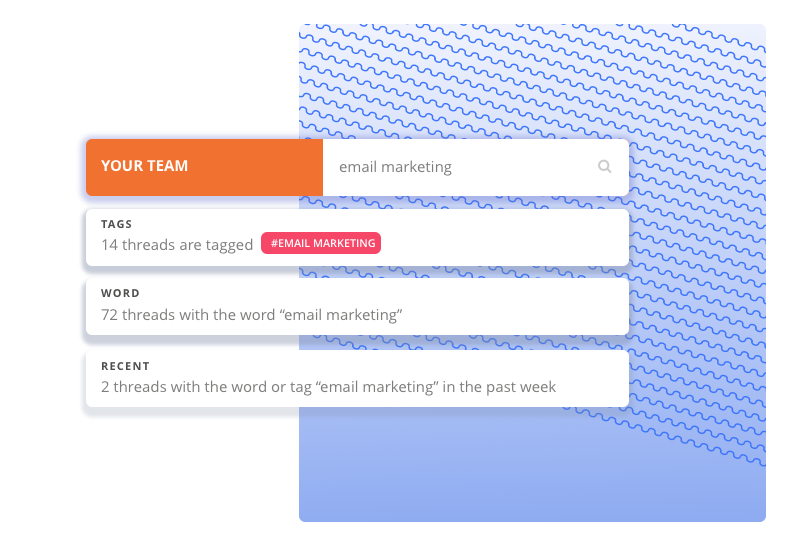 YOUR TEAM
email marketing
TAGS
14 threads are tagged #EMAIL MARKETING
WORD
72 threads with the word “email marketing”
RECENT
2 threads with the word or tag “email marketing” in the past week